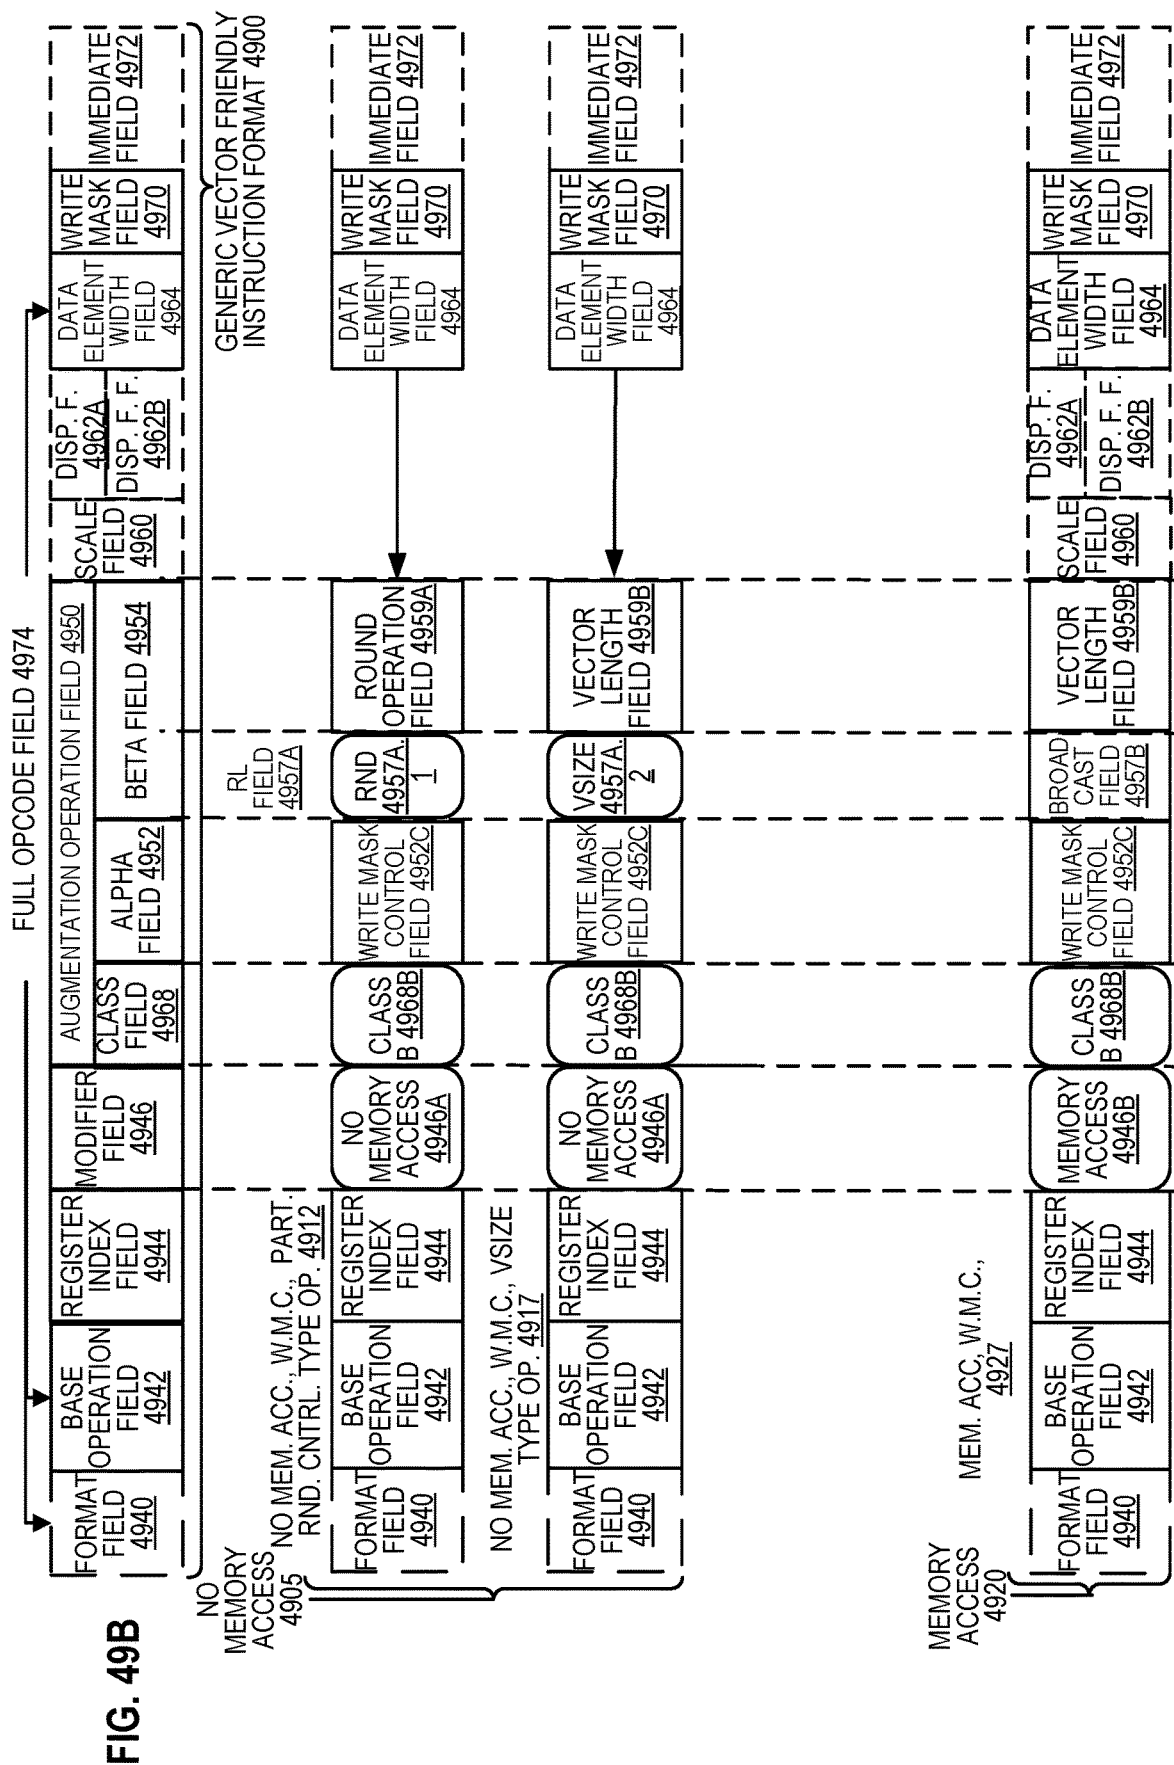 FIG. 49B
FULL OPCODE FIELD 4974
FORMAT
FIELD
4940
BASE
OPERATION
FIELD
4942
REGISTER
INDEX
FIELD
4944
MODIFIER
FIELD
4946
AUGMENTATION OPERATION FIELD 4950
CLASS
FIELD
4968
ALPHA
FIELD 4952
BETA FIELD 4954
SCALE
FIELD
4960
DISP. F.
4962A
DISP. F. F.
4962B
DATA
ELEMENT
WIDTH
FIELD
4964
WRITE
MASK
FIELD
4970
IMMEDIATE
FIELD 4972
GENERIC VECTOR FRIENDLY
INSTRUCTION FORMAT 4900
NO
MEMORY
ACCESS
4905
RL
FIELD
4957A
NO MEM. ACC., W.M.C., PART.
RND. CNTRL. TYPE OP. 4912
FORMAT
FIELD
4940
BASE
OPERATION
FIELD
4942
REGISTER
INDEX
FIELD
4944
NO
MEMORY
ACCESS
4946A
CLASS
B 4968B
WRITE MASK
CONTROL
FIELD 4952C
RND
4957A.
1
ROUND
OPERATION
FIELD 4959A
DATA
ELEMENT
WIDTH
FIELD
4964
WRITE
MASK
FIELD
4970
IMMEDIATE
FIELD 4972
NO MEM. ACC., W.M.C., VSIZE
TYPE OP. 4917
FORMAT
FIELD
4940
BASE
OPERATION
FIELD
4942
REGISTER
INDEX
FIELD
4944
NO
MEMORY
ACCESS
4946A
CLASS
B 4968B
WRITE MASK
CONTROL
FIELD 4952C
VSIZE
4957A.
2
VECTOR
LENGTH
FIELD 4959B
DATA
ELEMENT
WIDTH
FIELD
4964
WRITE
MASK
FIELD
4970
IMMEDIATE
FIELD 4972
MEMORY
ACCESS
4920
MEM. ACC, W.M.C.,
4927
FORMAT
FIELD
4940
BASE
OPERATION
FIELD
4942
REGISTER
INDEX
FIELD
4944
MEMORY
ACCESS
4946B
CLASS
B 4968B
WRITE MASK
CONTROL
FIELD 4952C
BROAD
CAST
FIELD
4957B
VECTOR
LENGTH
FIELD 4959B
SCALE
FIELD
4960
DISP. F.
4962A
DISP. F. F.
4962B
DATA
ELEMENT
WIDTH
FIELD
4964
WRITE
MASK
FIELD
4970
IMMEDIATE
FIELD 4972